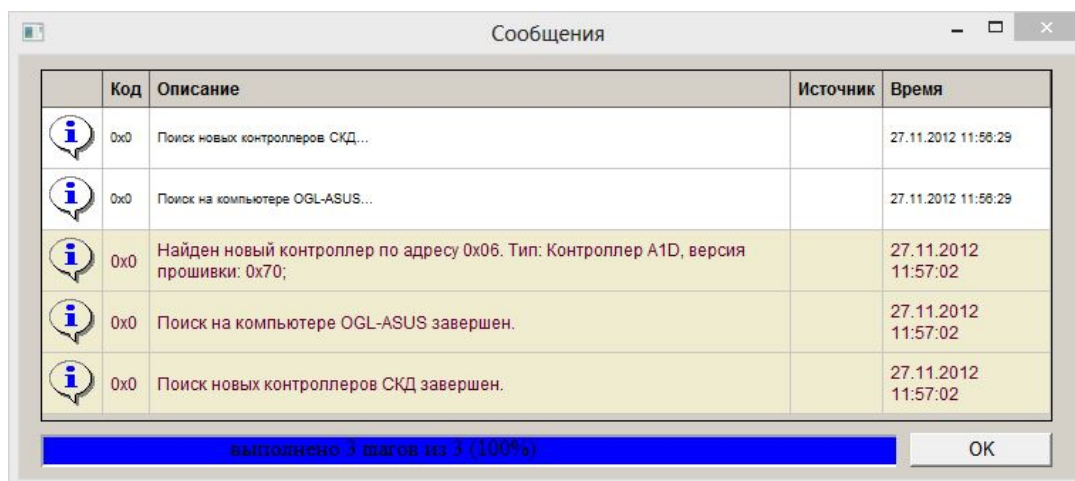 Сообщения
Код Описание Источник Время
0x0 Поиск новых контроллеров СКД... 27.11.2012 11:56:29
0x0 Поиск на компьютере OGL-ASUS... 27.11.2012 11:56:29
0x0 Найден новый контроллер по адресу 0x06. Тип: Контроллер A1D, версия 27.11.2012
прошивки: 0x70; 11:57:02
0x0 Поиск на компьютере OGL-ASUS завершен. 27.11.2012
11:57:02
0x0 Поиск новых контроллеров СКД завершен. 27.11.2012
11:57:02
выполнено 3 шагов из 3 (100%)
OK